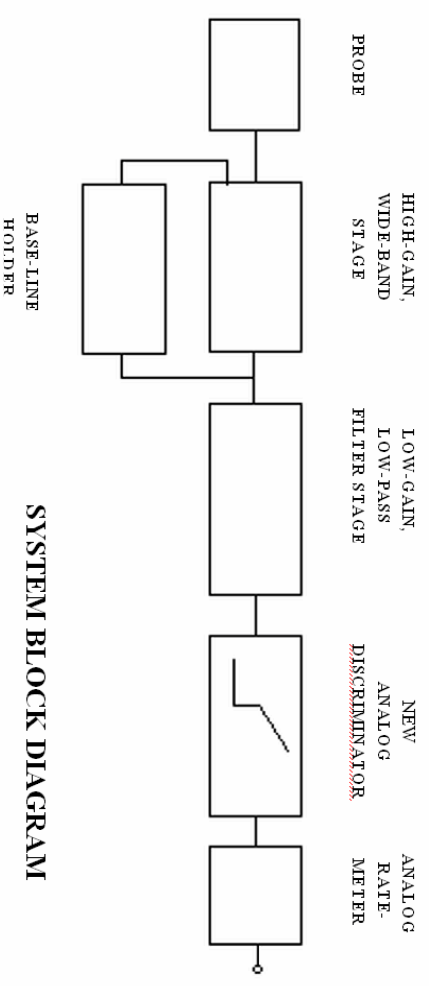 PROBE
HIGH-GAIN,
WIDE-BAND
STAGE
LOW-GAIN,
LOW-PASS
FILTER STAGE
NEW
ANALOG
DISCRIMINATOR
ANALOG
RATE-
METER
BASE-LINE
HOLDER
SYSTEM BLOCK DIAGRAM